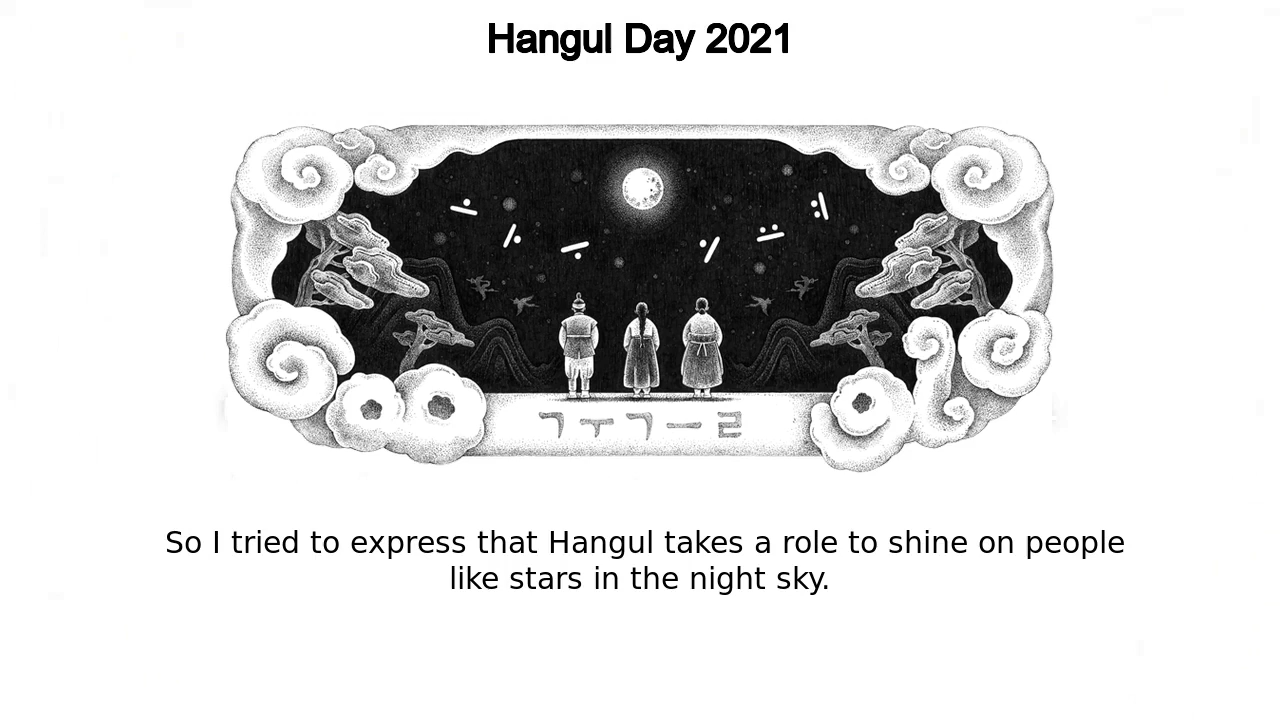 Hangul Day 2021
ㄱㅜㄱㅡㄹ
So I tried to express that Hangul takes a role to shine on people
like stars in the night sky.